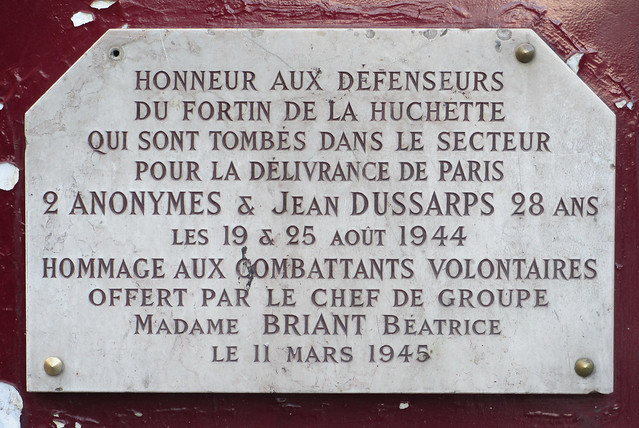 HONNEUR AUX DÉFENSEURS
DU FORTIN DE LA HUCHETTE
QUI SONT TOMBÉS DANS LE SECTEUR
POUR LA DÉLIVRANCE DE PARIS
2 ANONYMES & JEAN DUSSARPS 28 ANS
LES 19 & 25 AOÛT 1944
HOMMAGE AUX COMBATTANTS VOLONTAIRES
OFFERT PAR LE CHEF DE GROUPE
MADAME BRIANT BÉATRICE
LE 11 MARS 1945